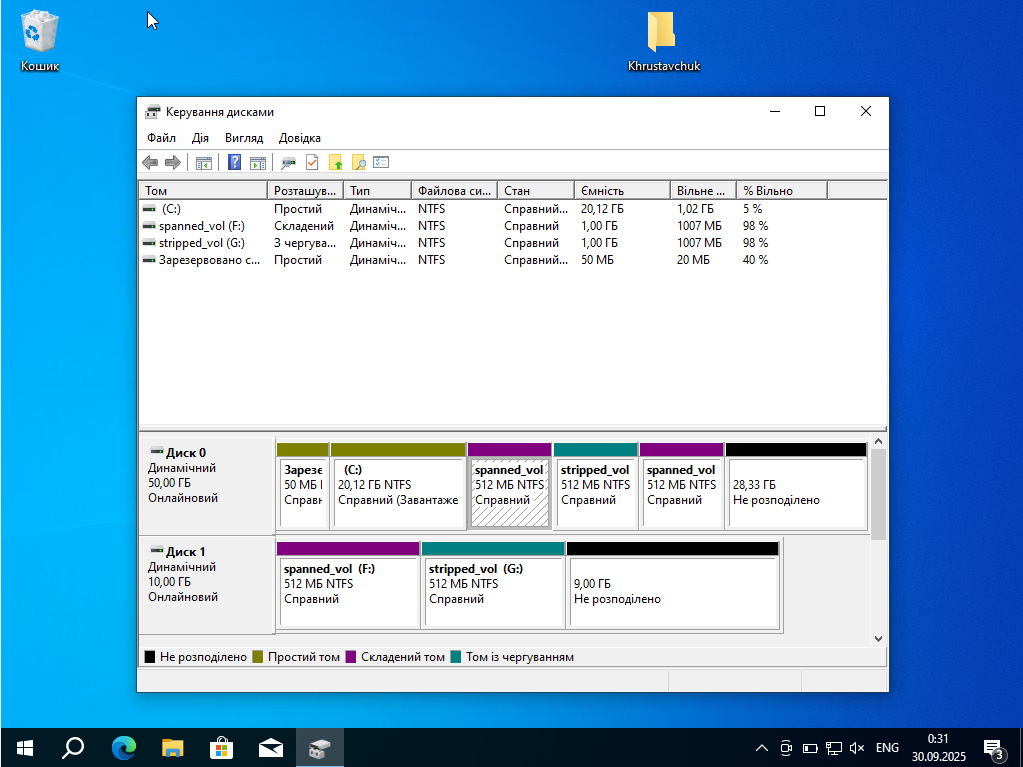 Кошик
Khrustavchuk
Керування дисками
Файл Дія Вигляд Довідка
Том Розташув... Тип Файлова си... Стан Ємність Вільне ... % Вільно
(C:) Простий Динаміч... NTFS Справний... 20,12 ГБ 1,02 ГБ 5 %
spanned_vol (F:) Складений Динаміч... NTFS Справний 1,00 ГБ 1007 МБ 98 %
stripped_vol (G:) З чергува... Динаміч... NTFS Справний 1,00 ГБ 1007 МБ 98 %
Зарезервовано с... Простий Динаміч... NTFS Справний... 50 МБ 20 МБ 40 %
Диск 0
Динамічний
50,00 ГБ
Онлайновий
Зарезе
50 МБ I
Справн
(C:)
20,12 ГБ NTFS
Справний (Завантаже
spanned_vol
512 МБ NTFS
Справний
stripped_vol
512 МБ NTFS
Справний
spanned_vol
512 МБ NTFS
Справний
28,33 ГБ
Не розподілено
Диск 1
Динамічний
10,00 ГБ
Онлайновий
spanned_vol (F:)
512 МБ NTFS
Справний
stripped_vol (G:)
512 МБ NTFS
Справний
9,00 ГБ
Не розподілено
Не розподілено Простий том Складений том Том із чергуванням
ENG
0:31
30.09.2025
3